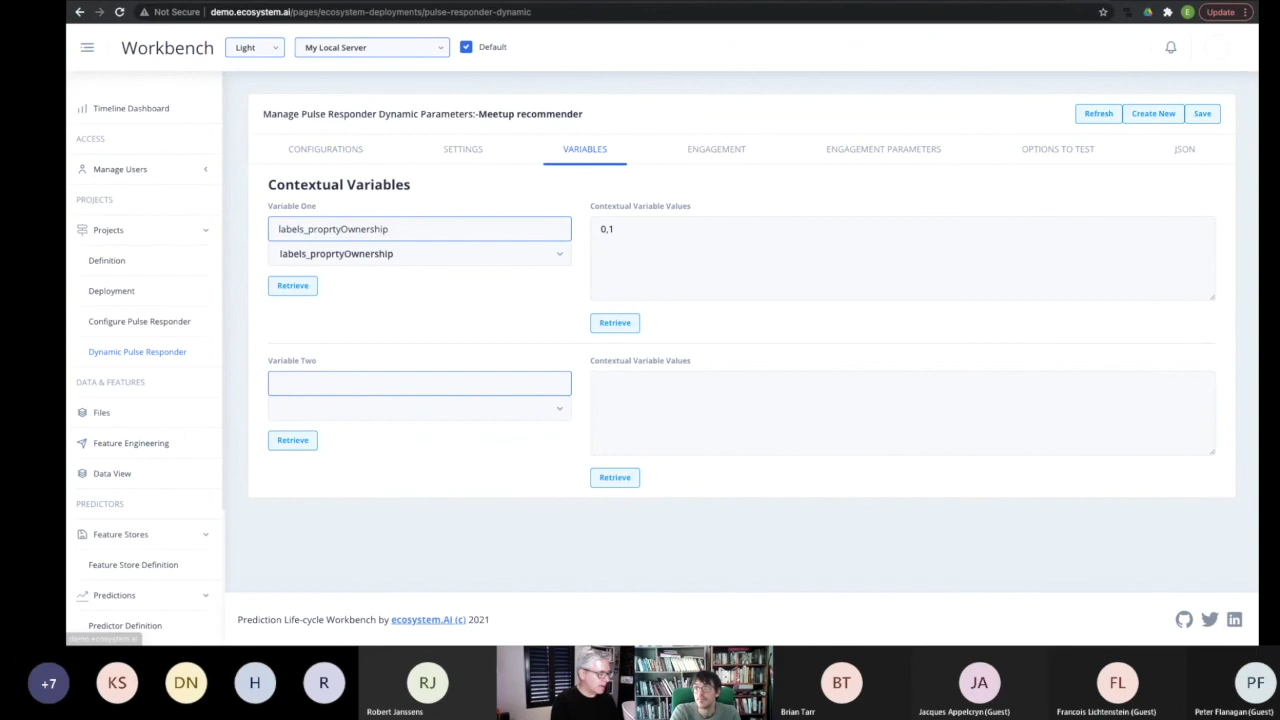 Not Secure | demo.ecosystem.ai/pages/ecosystem-deployments/pulse-responder-dynamic
E
Update
Workbench
Light
My Local Server
Default
Timeline Dashboard
ACCESS
Manage Users
PROJECTS
Projects
Definition
Deployment
Configure Pulse Responder
Dynamic Pulse Responder
DATA & FEATURES
Files
Feature Engineering
Data View
PREDICTORS
Feature Stores
Feature Store Definition
Predictions
Predictor Definition
demo.ecosystem.ai
Manage Pulse Responder Dynamic Parameters:-Meetup recommender
Refresh
Create New
Save
CONFIGURATIONS
SETTINGS
VARIABLES
ENGAGEMENT
ENGAGEMENT PARAMETERS
OPTIONS TO TEST
JSON
Contextual Variables
Variable One
labels_proprtyOwnership
labels_proprtyOwnership
Retrieve
Contextual Variable Values
0,1
Retrieve
Variable Two
Retrieve
Contextual Variable Values
Retrieve
Prediction Life-cycle Workbench by ecosystem.Ai (c) 2021
+7
KS
DN
H
R
RJ
Robert Janssens
BT
Brian Tarr
JA
Jacques Appelcryn (Guest)
FL
Francois Lichtenstein (Guest)
PF
Peter Flanagan (Guest)